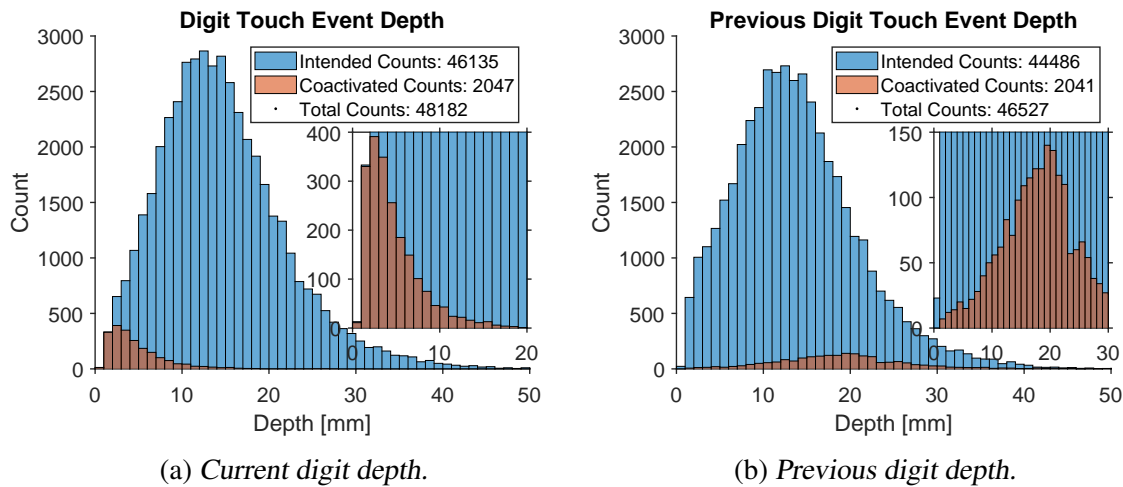 Digit Touch Event Depth
3000
2500
2000
1500
1000
500
0
Count
Intended Counts: 46135
Coactivated Counts: 2047
Total Counts: 48182
400
300
200
100
0
0 10 20
0 10 20 30 40 50
Depth [mm]
(a) Current digit depth.
Previous Digit Touch Event Depth
3000
2500
2000
1500
1000
500
0
Count
Intended Counts: 44486
Coactivated Counts: 2041
Total Counts: 46527
150
100
50
0
0 10 20 30
0 10 20 30 40 50
Depth [mm]
(b) Previous digit depth.